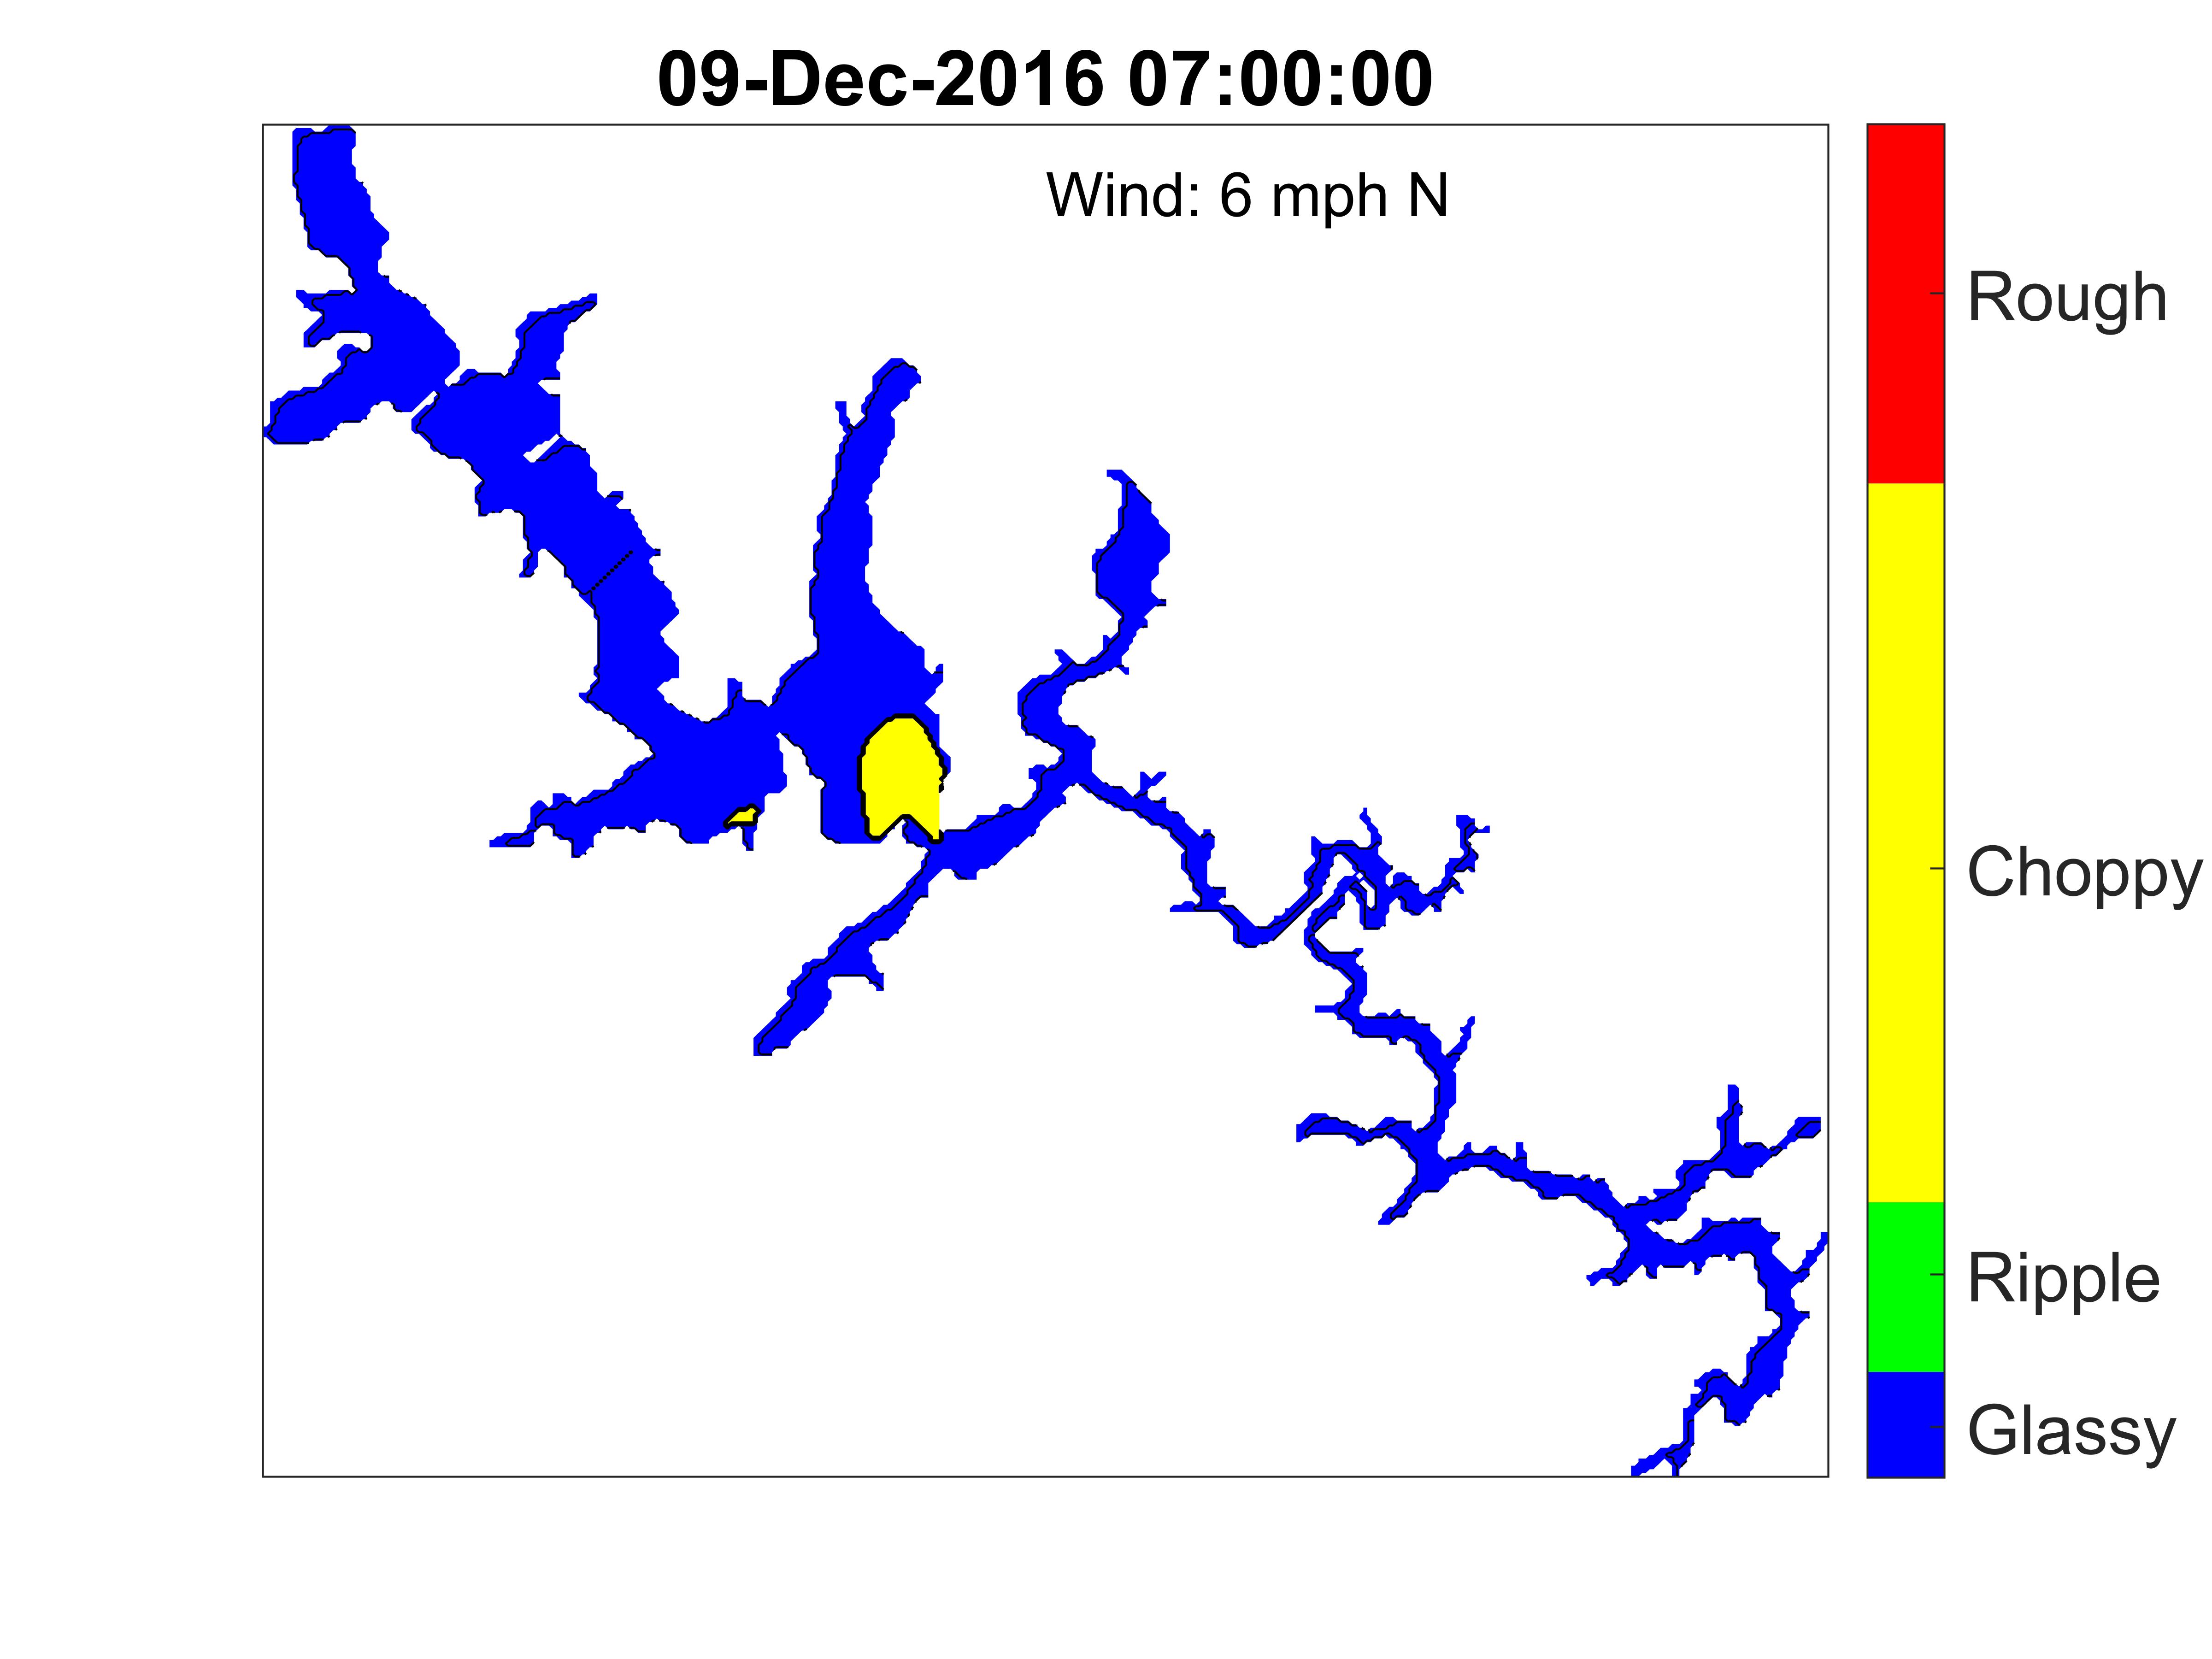 09-Dec-2016 07:00:00
Wind: 6 mph N
Rough
Choppy
Ripple
Glassy